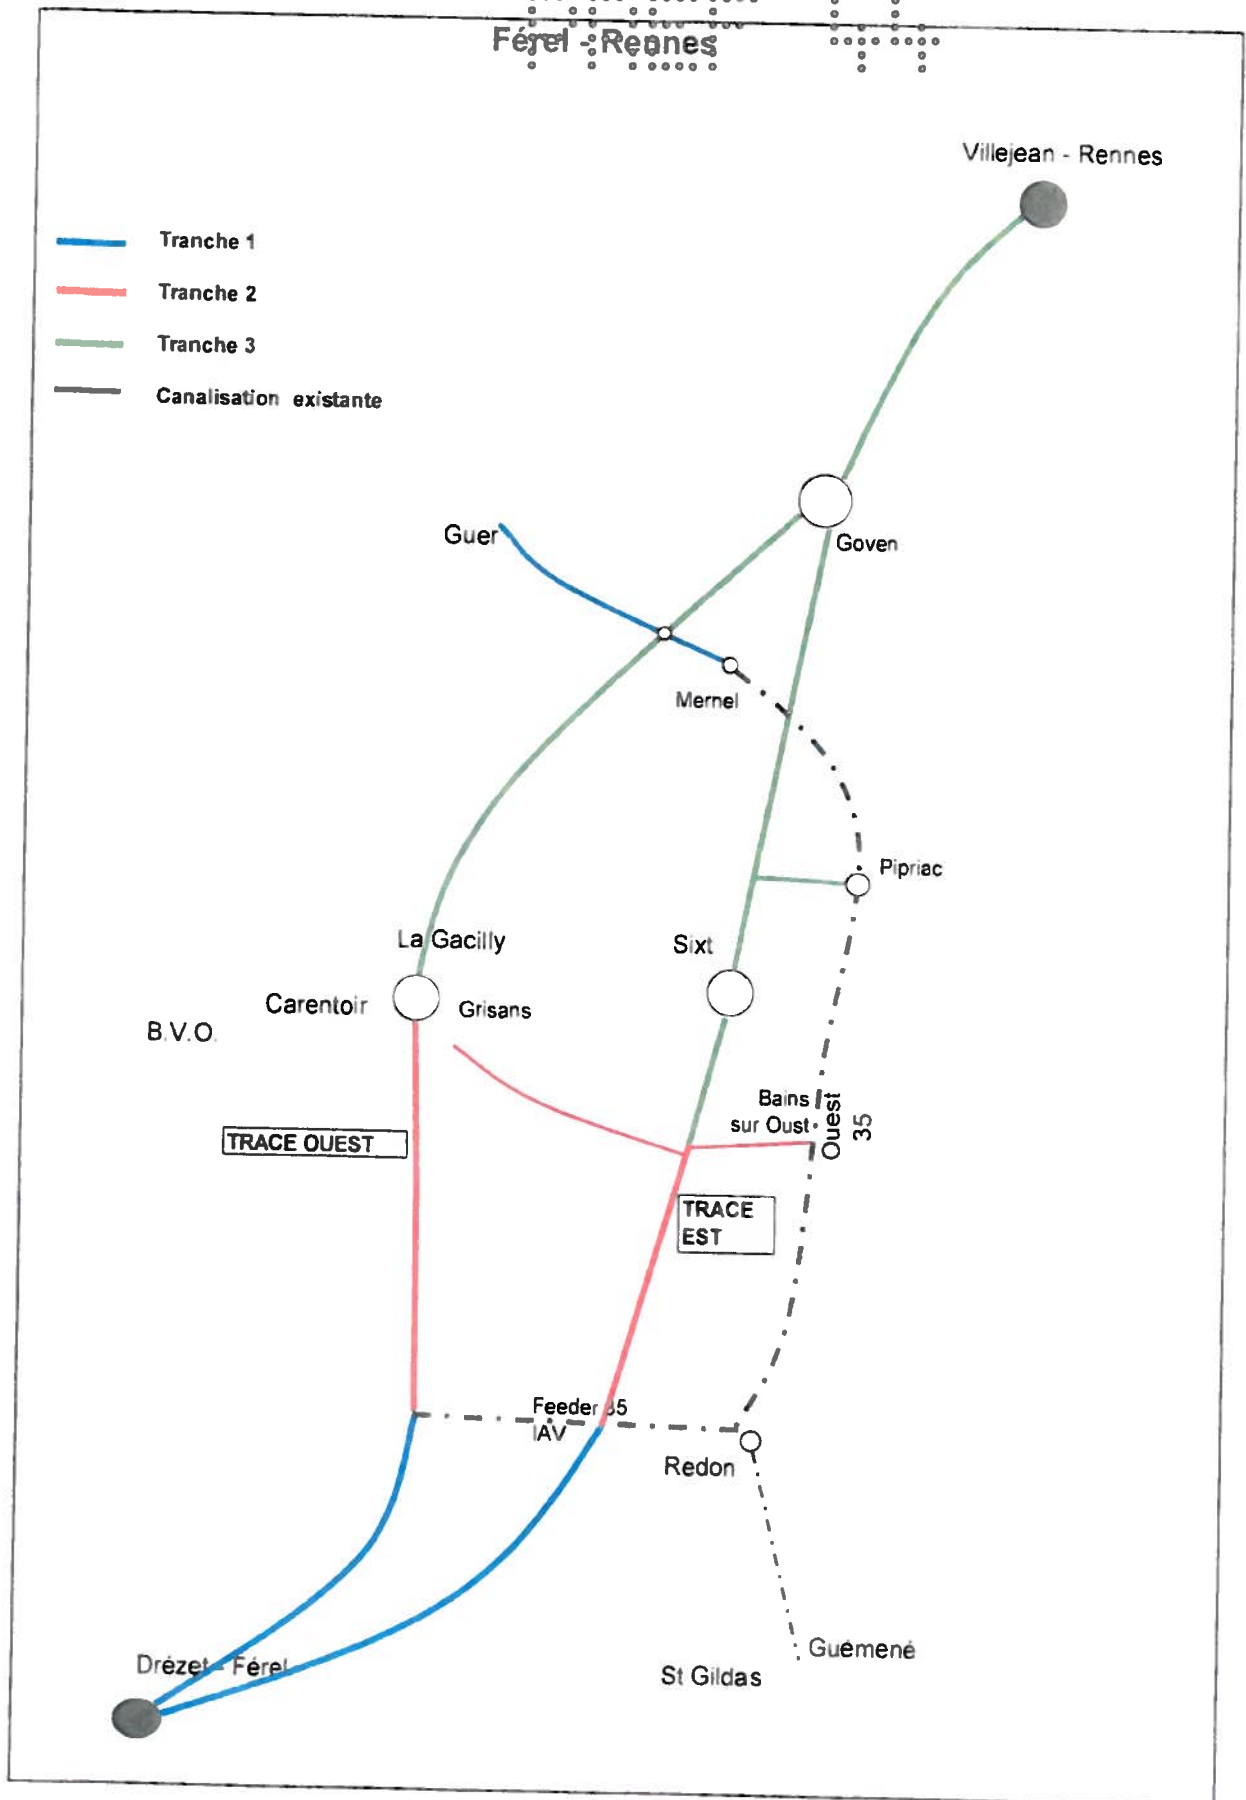 Férel - Rennes
Villejean - Rennes
Tranche 1
Tranche 2
Tranche 3
Canalisation existante
Guer
Goven
Mernel
Pipriac
La Gacilly
Sixt
Carentoir
Grisans
B.V.O.
Bains
sur Oust
Ouest
35
TRACE OUEST
TRACE
EST
Feeder 35
IAV
Redon
Drézet - Férel
Guémené
St Gildas